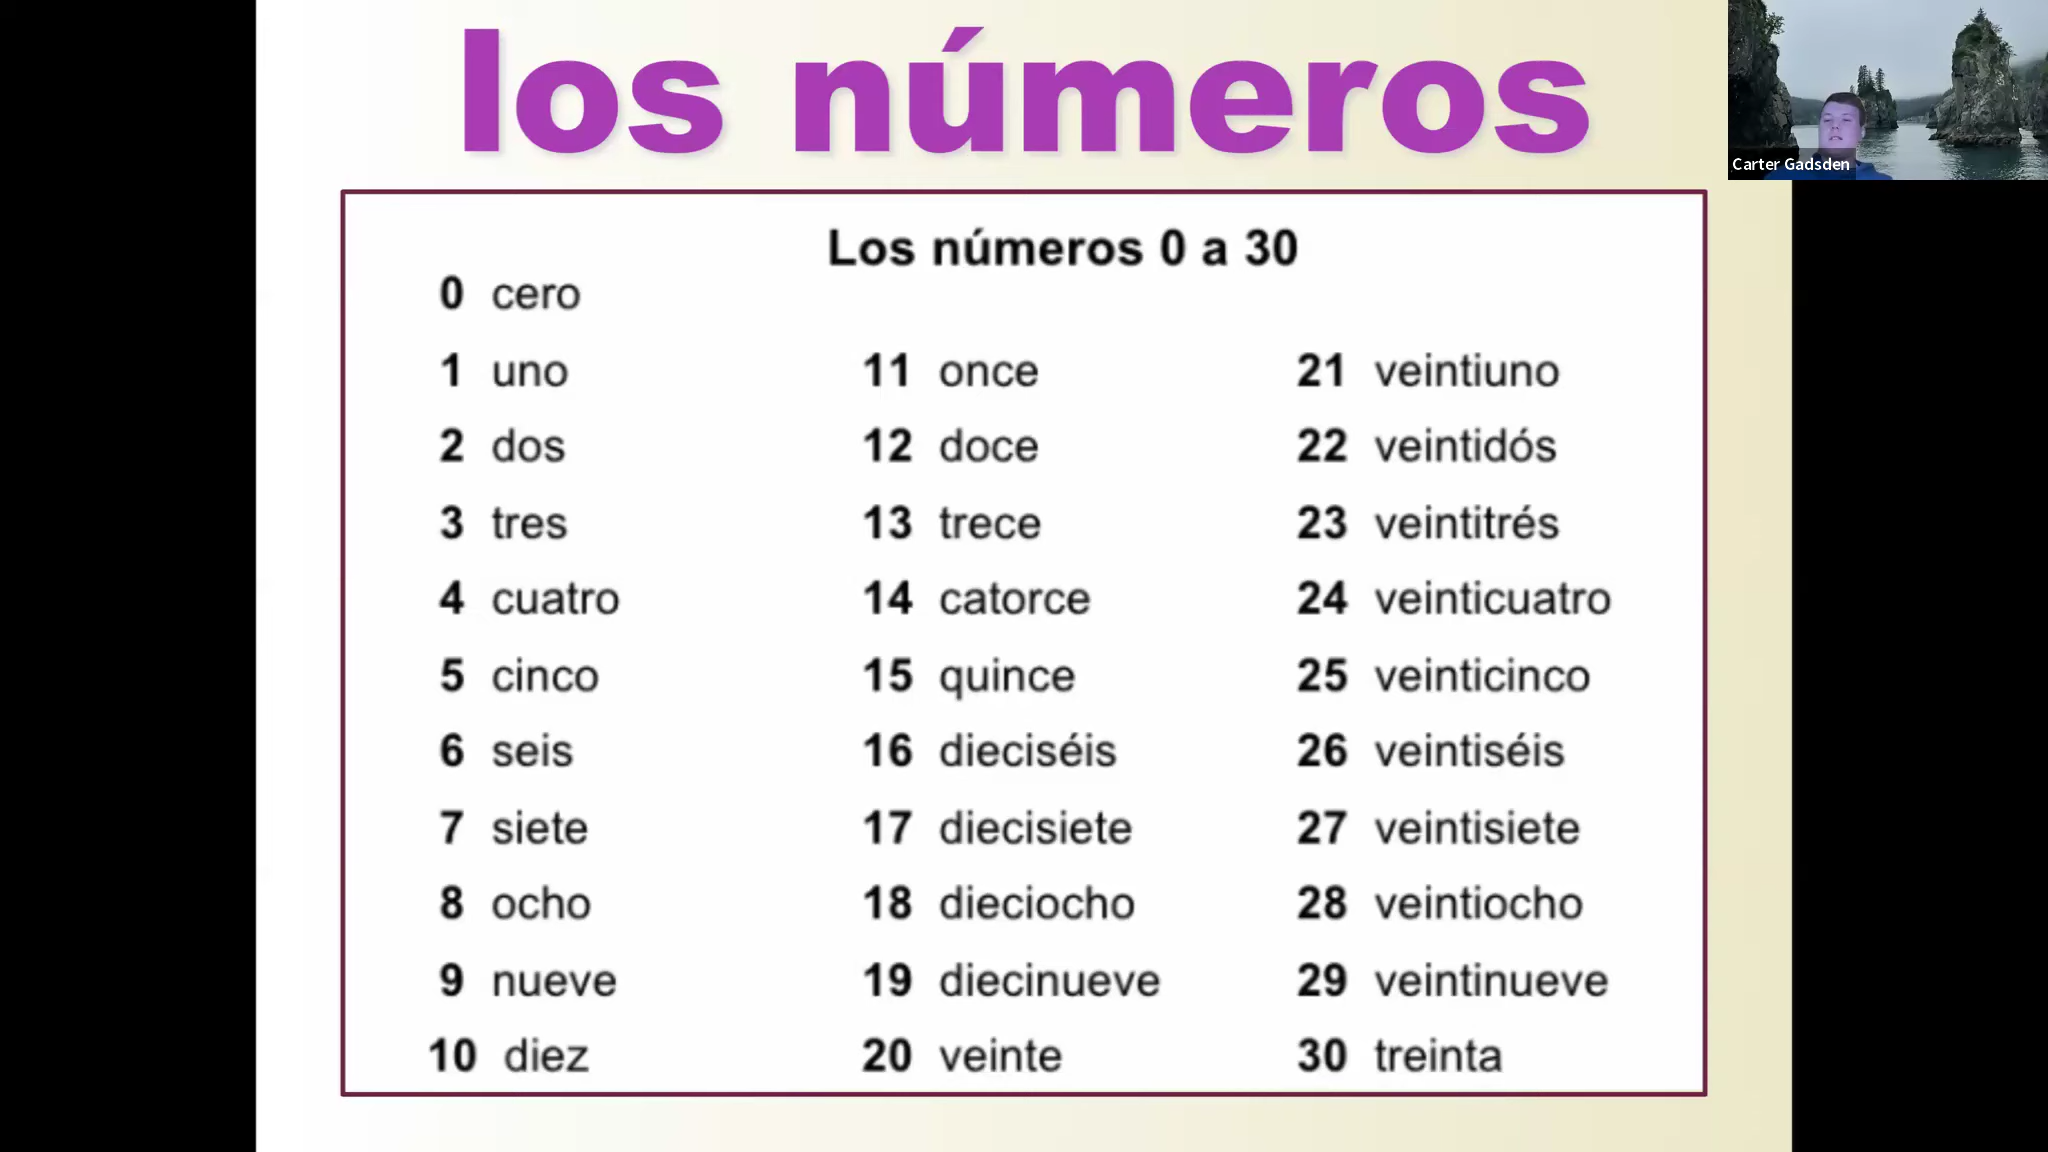 los números
Carter Gadsden
Los números 0 a 30
0 cero
1 uno
2 dos
3 tres
4 cuatro
5 cinco
6 seis
7 siete
8 ocho
9 nueve
10 diez
11 once
12 doce
13 trece
14 catorce
15 quince
16 dieciséis
17 diecisiete
18 dieciocho
19 diecinueve
20 veinte
21 veintiuno
22 veintidós
23 veintitrés
24 veinticuatro
25 veinticinco
26 veintiséis
27 veintisiete
28 veintiocho
29 veintinueve
30 treinta